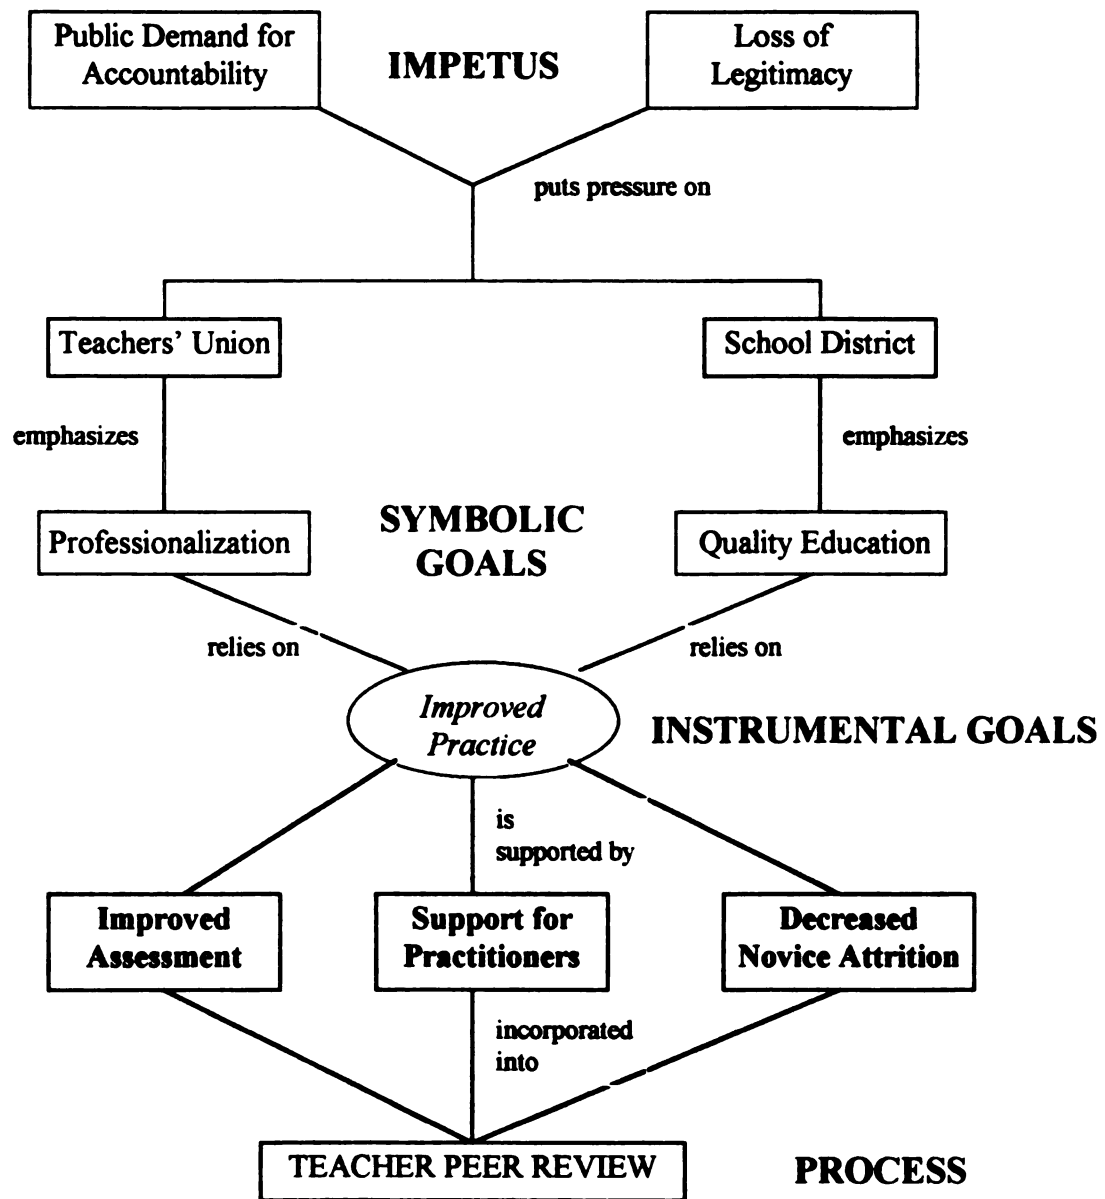 Public Demand for
Accountability
IMPETUS
Loss of
Legitimacy
puts pressure on
Teachers' Union
School District
emphasizes
emphasizes
Professionalization
SYMBOLIC
GOALS
Quality Education
relies on
relies on
Improved
Practice
INSTRUMENTAL GOALS
is
supported by
Improved
Assessment
Support for
Practitioners
Decreased
Novice Attrition
incorporated
into
TEACHER PEER REVIEW
PROCESS